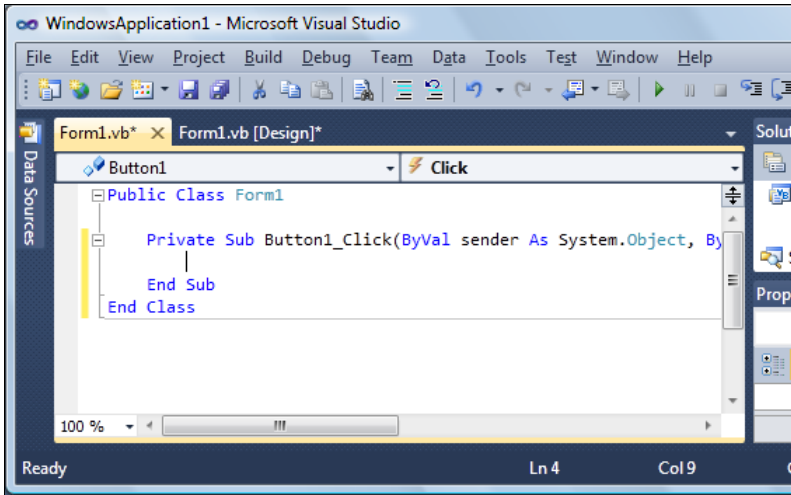 WindowsApplication1 - Microsoft Visual Studio
File Edit View Project Build Debug Team Data Tools Test Window Help
Form1.vb* Form1.vb [Design]*
Data Sources
Button1 Click
Public Class Form1
Private Sub Button1_Click(ByVal sender As System.Object, By
End Sub
End Class
100 %
Ready Ln 4 Col 9
Solut
Prop